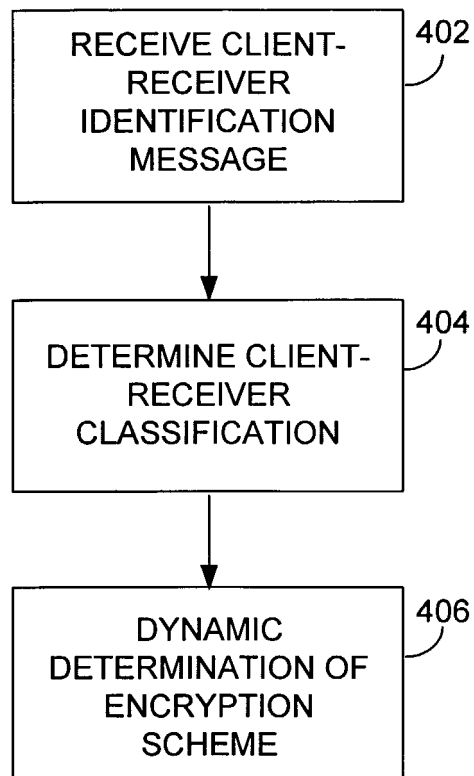 RECEIVE CLIENT-
RECEIVER
IDENTIFICATION
MESSAGE
402
DETERMINE CLIENT-
RECEIVER
CLASSIFICATION
404
DYNAMIC
DETERMINATION OF
ENCRYPTION
SCHEME
406